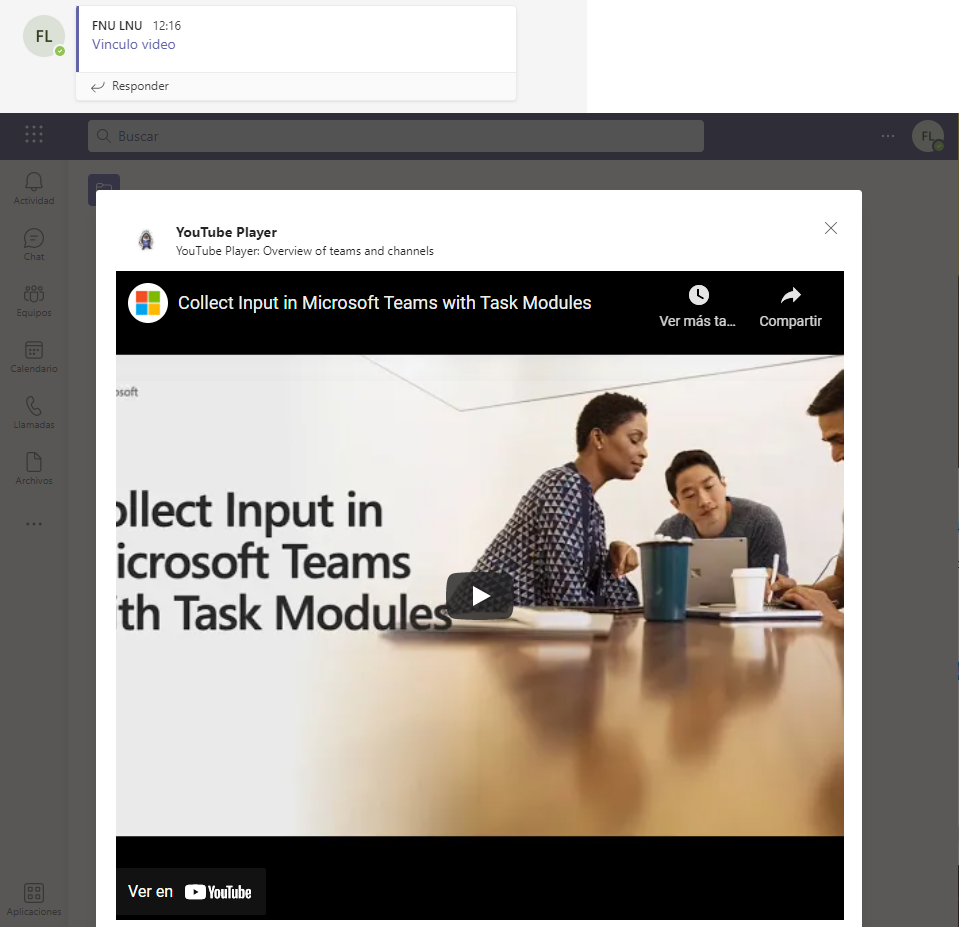 FL
FNU LNU 12:16
Vinculo video
Responder
Buscar
FL
Actividad
Chat
Equipos
Calendario
Llamadas
Archivos
Aplicaciones
YouTube Player
YouTube Player: Overview of teams and channels
Collect Input in Microsoft Teams with Task Modules
Ver más ta...
Compartir
osoft
ollect Input in
icrosoft Teams
ith Task Modules
Ver en YouTube